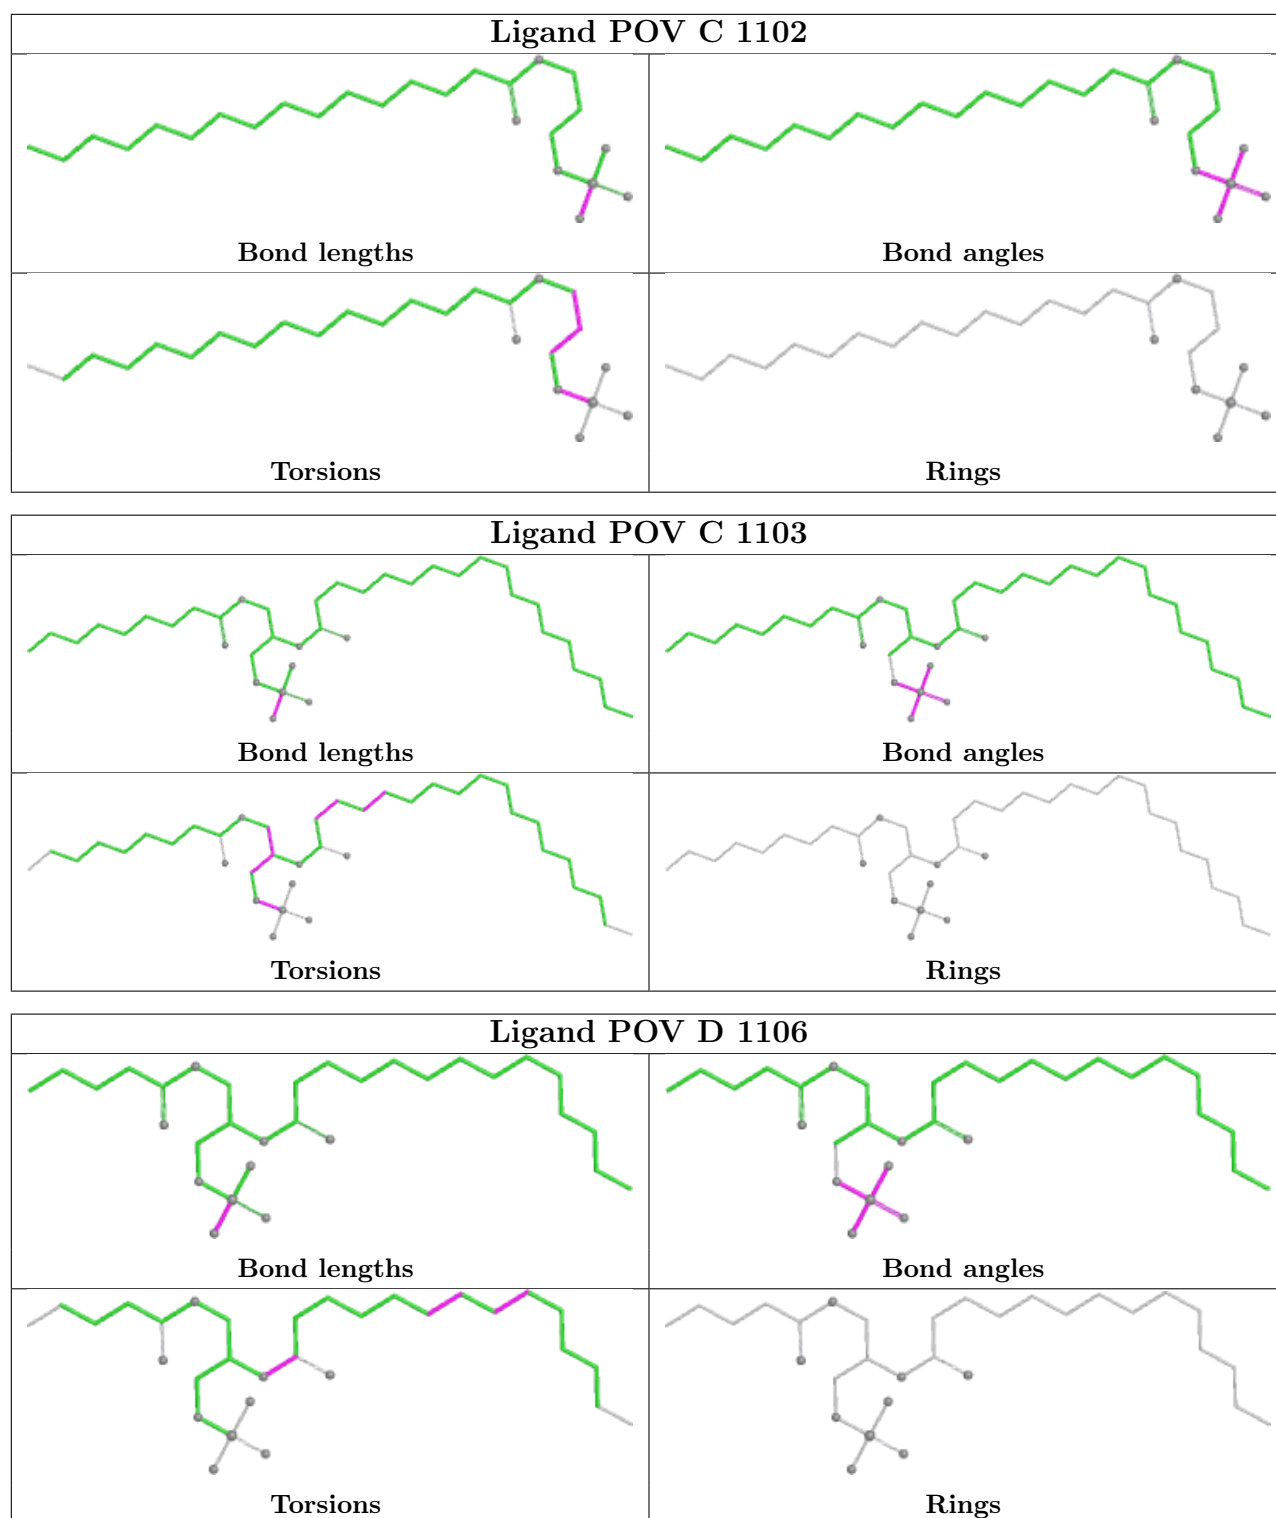 Ligand POV C 1102
Bond lengths
Bond angles
Torsions
Rings
Ligand POV C 1103
Bond lengths
Bond angles
Torsions
Rings
Ligand POV D 1106
Bond lengths
Bond angles
Torsions
Rings